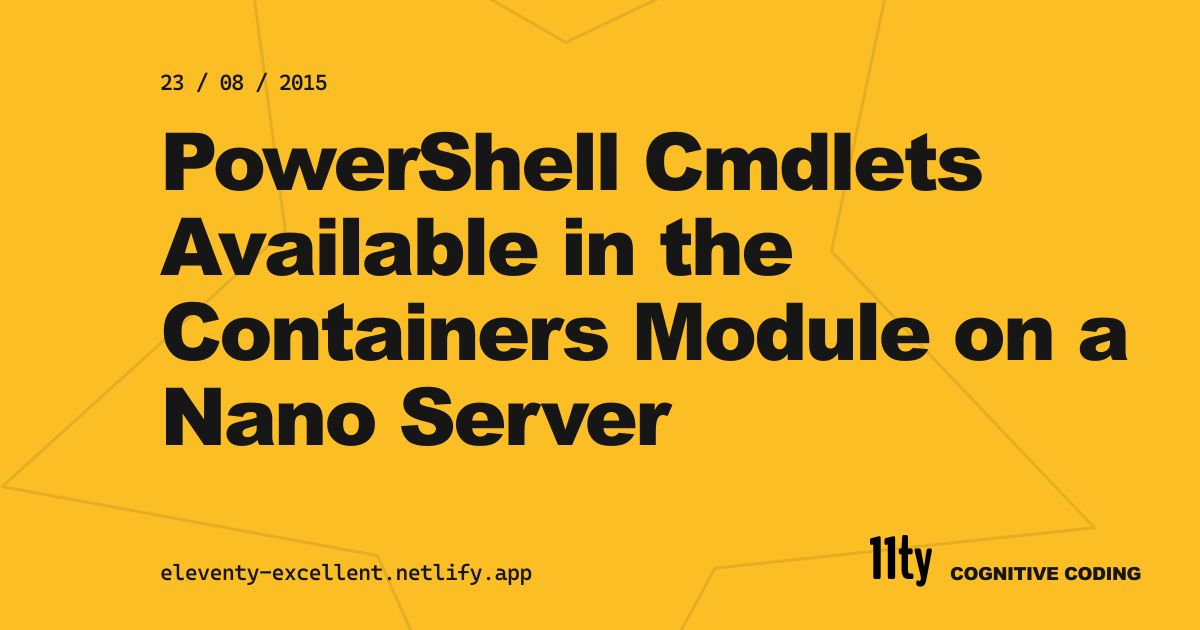 23 / 08 / 2015
PowerShell Cmdlets
Available in the
Containers Module on a
Nano Server
eleventy-excellent.netlify.app
11ty COGNITIVE CODING